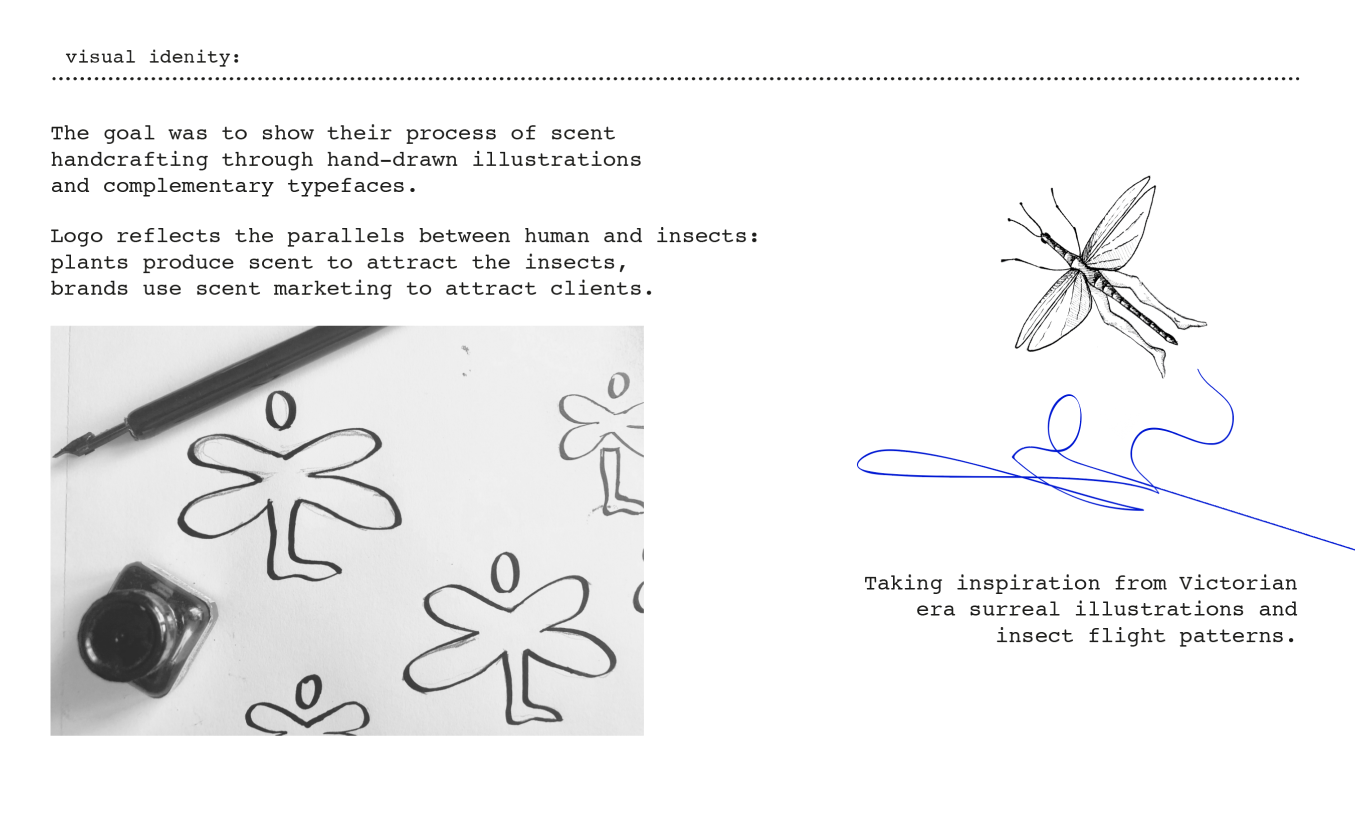 visual idenity:
The goal was to show their process of scent
handcrafting through hand-drawn illustrations
and complementary typefaces.
Logo reflects the parallels between human and insects:
plants produce scent to attract the insects,
brands use scent marketing to attract clients.
Taking inspiration from Victorian
era surreal illustrations and
insect flight patterns.